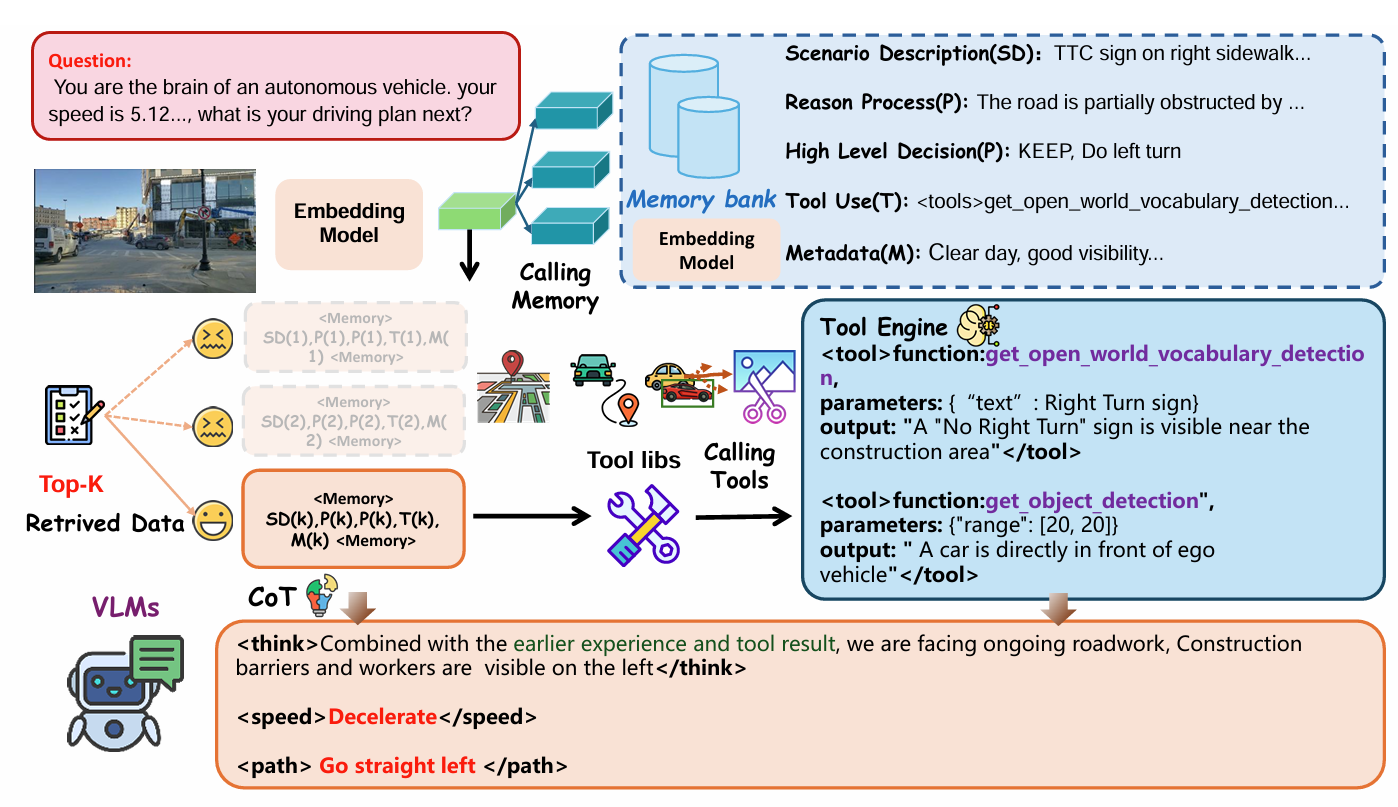 Question:
You are the brain of an autonomous vehicle. your
speed is 5.12..., what is your driving plan next?
Embedding
Model
Calling
Memory
Memory bank
Embedding
Model
Scenario Description(SD): TTC sign on right sidewalk...
Reason Process(P): The road is partially obstructed by ...
High Level Decision(P): KEEP, Do left turn
Tool Use(T): <tools>get_open_world_vocabulary_detection...
Metadata(M): Clear day, good visibility...
<Memory>
SD(1),P(1),P(1),T(1),M(
1) <Memory>
<Memory>
SD(2),P(2),P(2),T(2),M(
2) <Memory>
<Memory>
SD(k),P(k),P(k),T(k),
M(k) <Memory>
Top-K
Retrived Data
Tool libs
Calling
Tools
Tool Engine
<tool>function:get_open_world_vocabulary_detectio
n,
parameters: { “text” : Right Turn sign}
output: "A "No Right Turn" sign is visible near the
construction area"</tool>
<tool>function:get_object_detection",
parameters: {"range": [20, 20]}
output: " A car is directly in front of ego
vehicle"</tool>
VLMs
CoT
<think>Combined with the earlier experience and tool result, we are facing ongoing roadwork, Construction
barriers and workers are visible on the left</think>
<speed>Decelerate</speed>
<path> Go straight left </path>